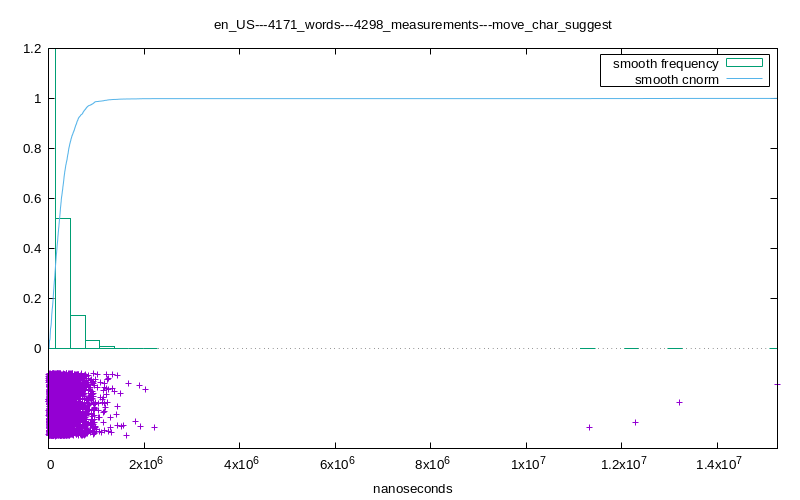 en_US---4171_words---4298_measurements---move_char_suggest
1.2
smooth frequency
smooth cnorm
1
0.8
0.6
0.4
0.2
0
0 2x10^6 4x10^6 6x10^6 8x10^6 1x10^7 1.2x10^7 1.4x10^7
nanoseconds